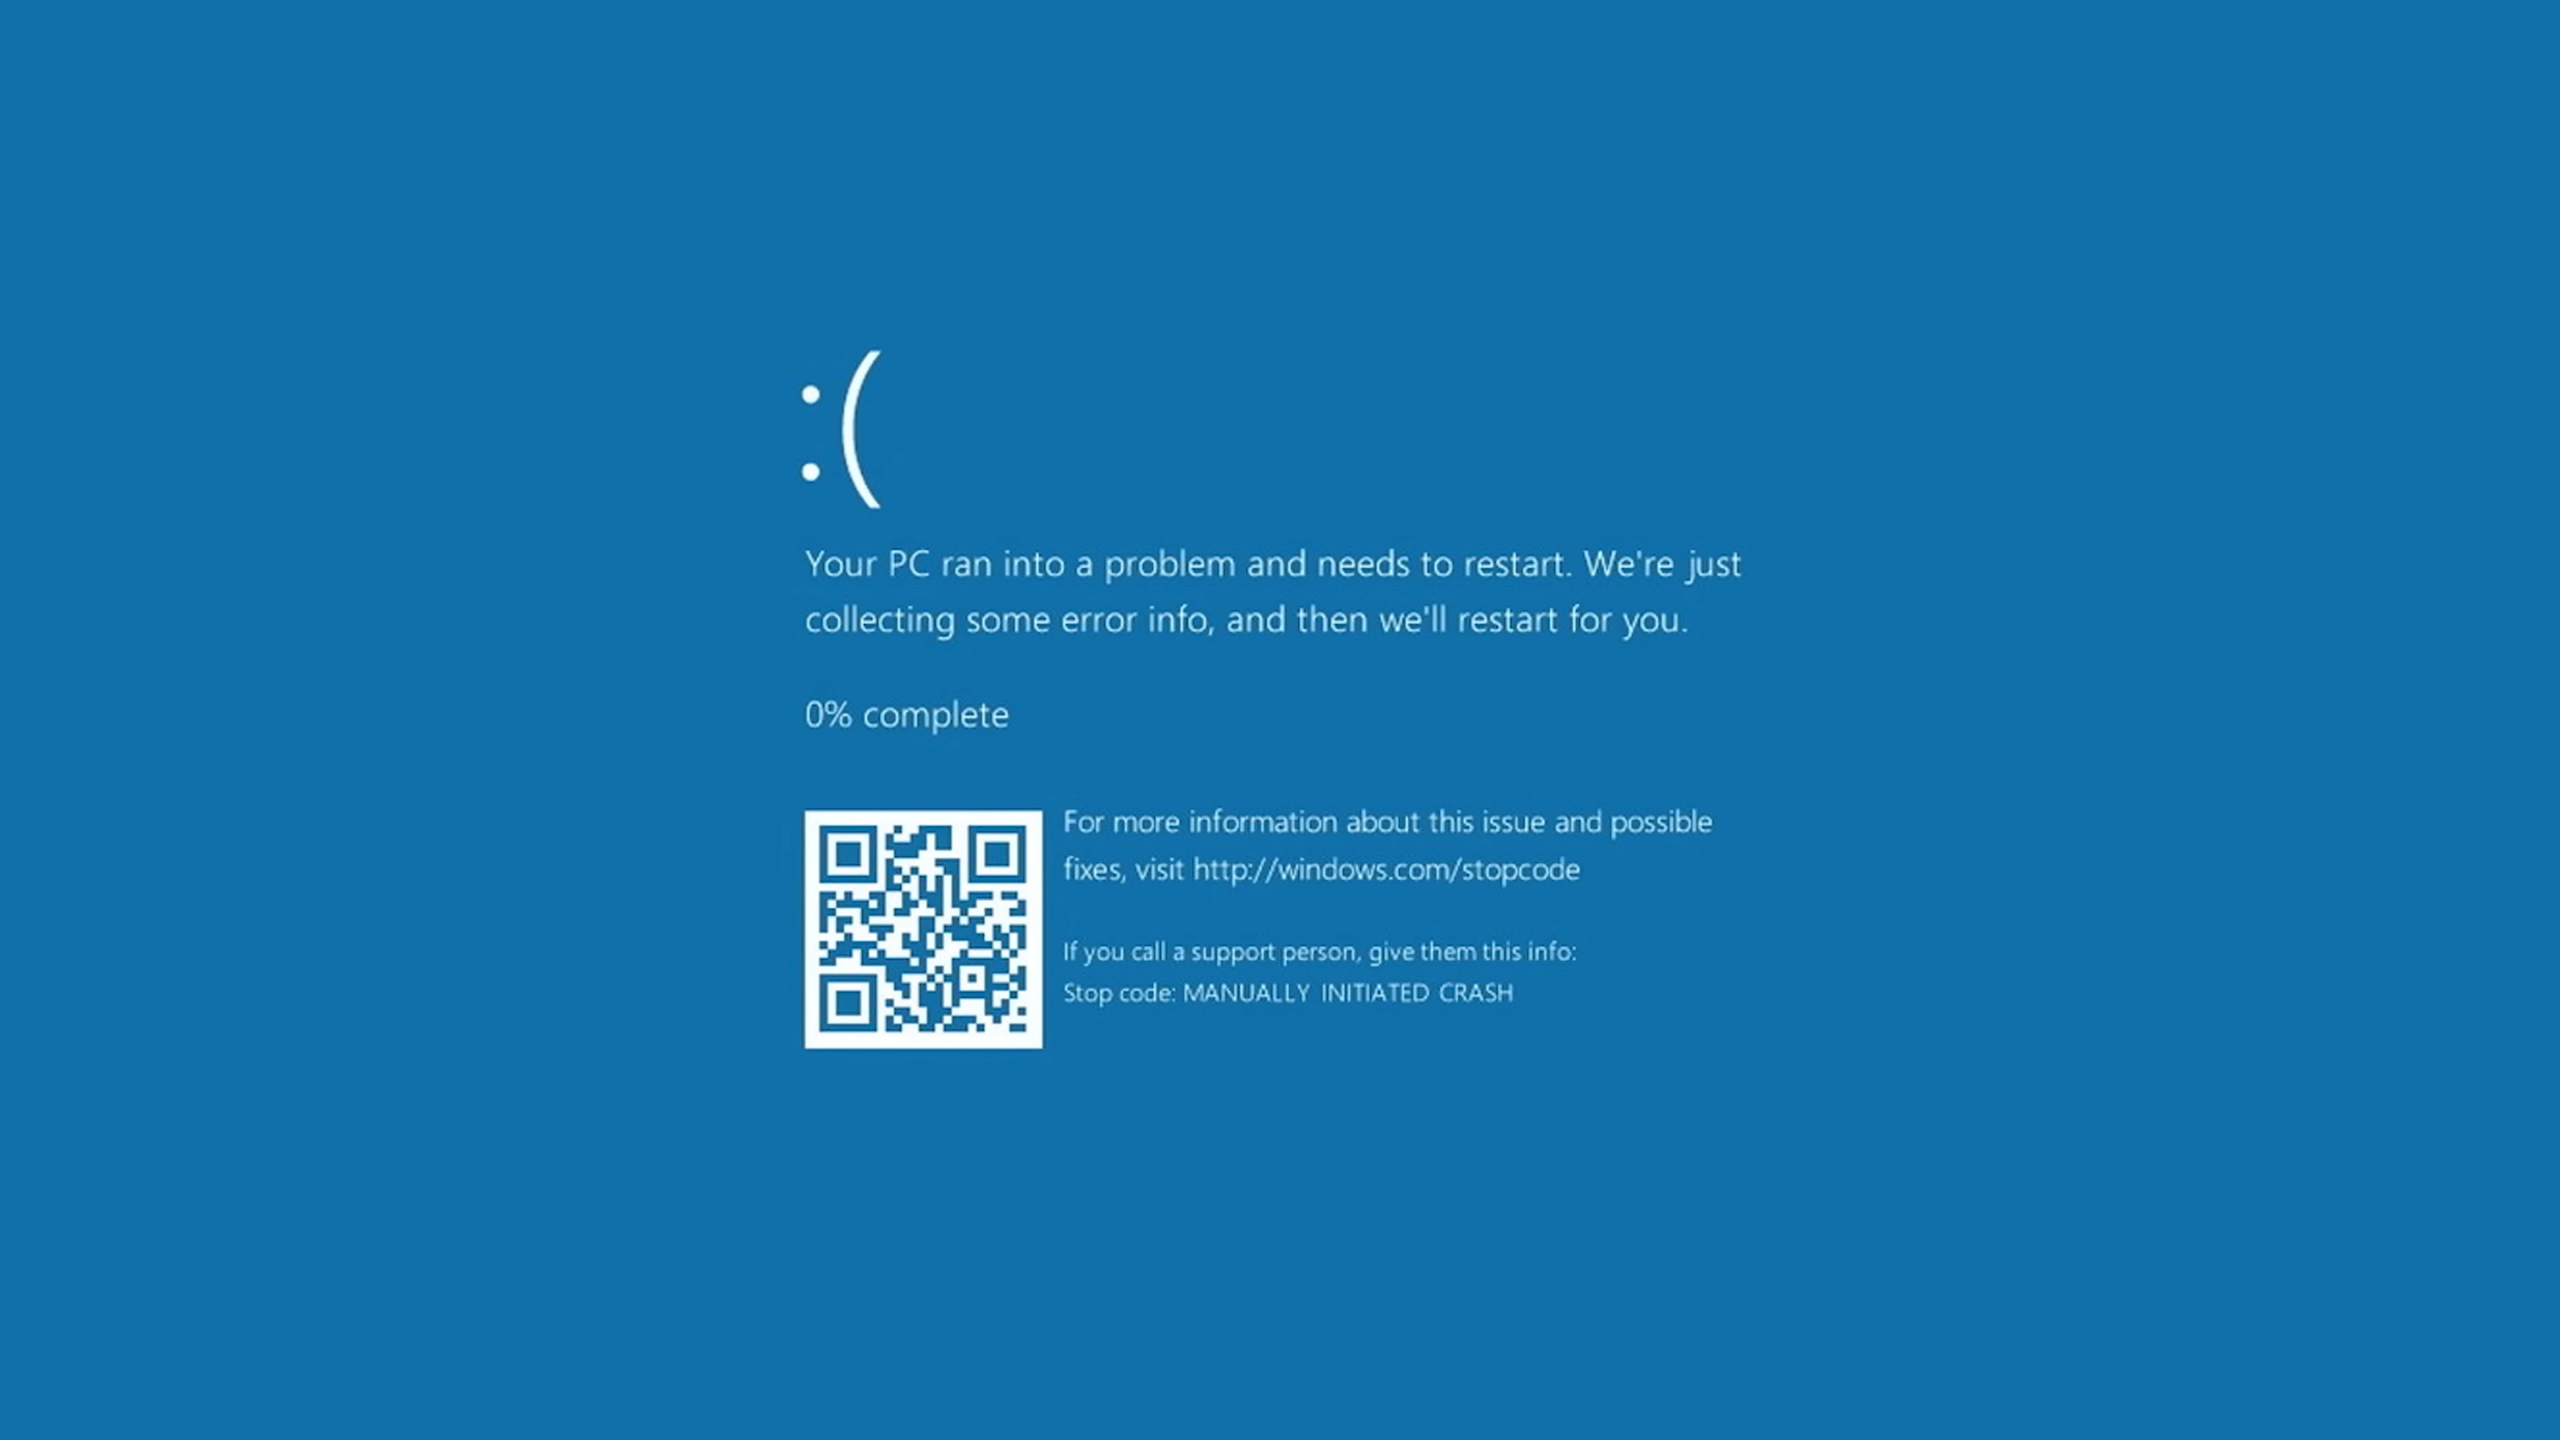 :(
Your PC ran into a problem and needs to restart. We're just
collecting some error info, and then we'll restart for you.
0% complete
For more information about this issue and possible
fixes, visit http://windows.com/stopcode
If you call a support person, give them this info:
Stop code: MANUALLY INITIATED CRASH